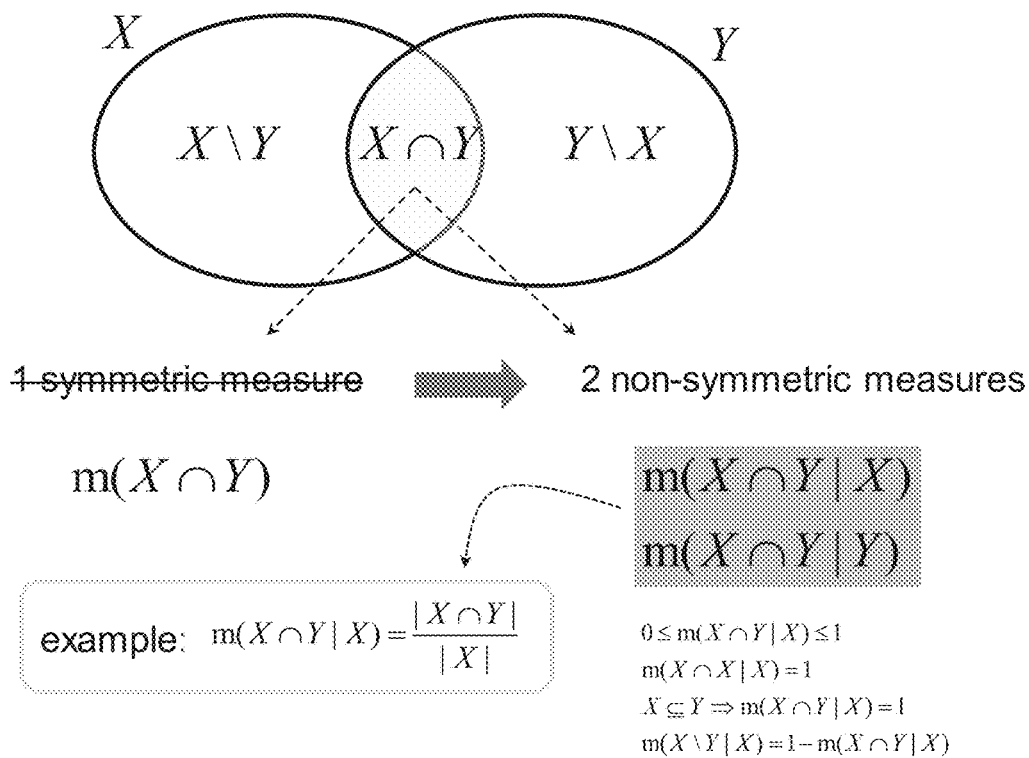 X Y
X \ Y X ∩ Y Y \ X
1 symmetric measure 2 non-symmetric measures
m(X ∩ Y) m(X ∩ Y | X)
m(X ∩ Y | Y)
example: m(X ∩ Y | X) = | X ∩ Y | / | X |
0 ≤ m(X ∩ Y | X) ≤ 1
m(X ∩ X | X) = 1
X ⊆ Y ⇒ m(X ∩ Y | X) = 1
m(X \ Y | X) = 1 − m(X ∩ Y | X)